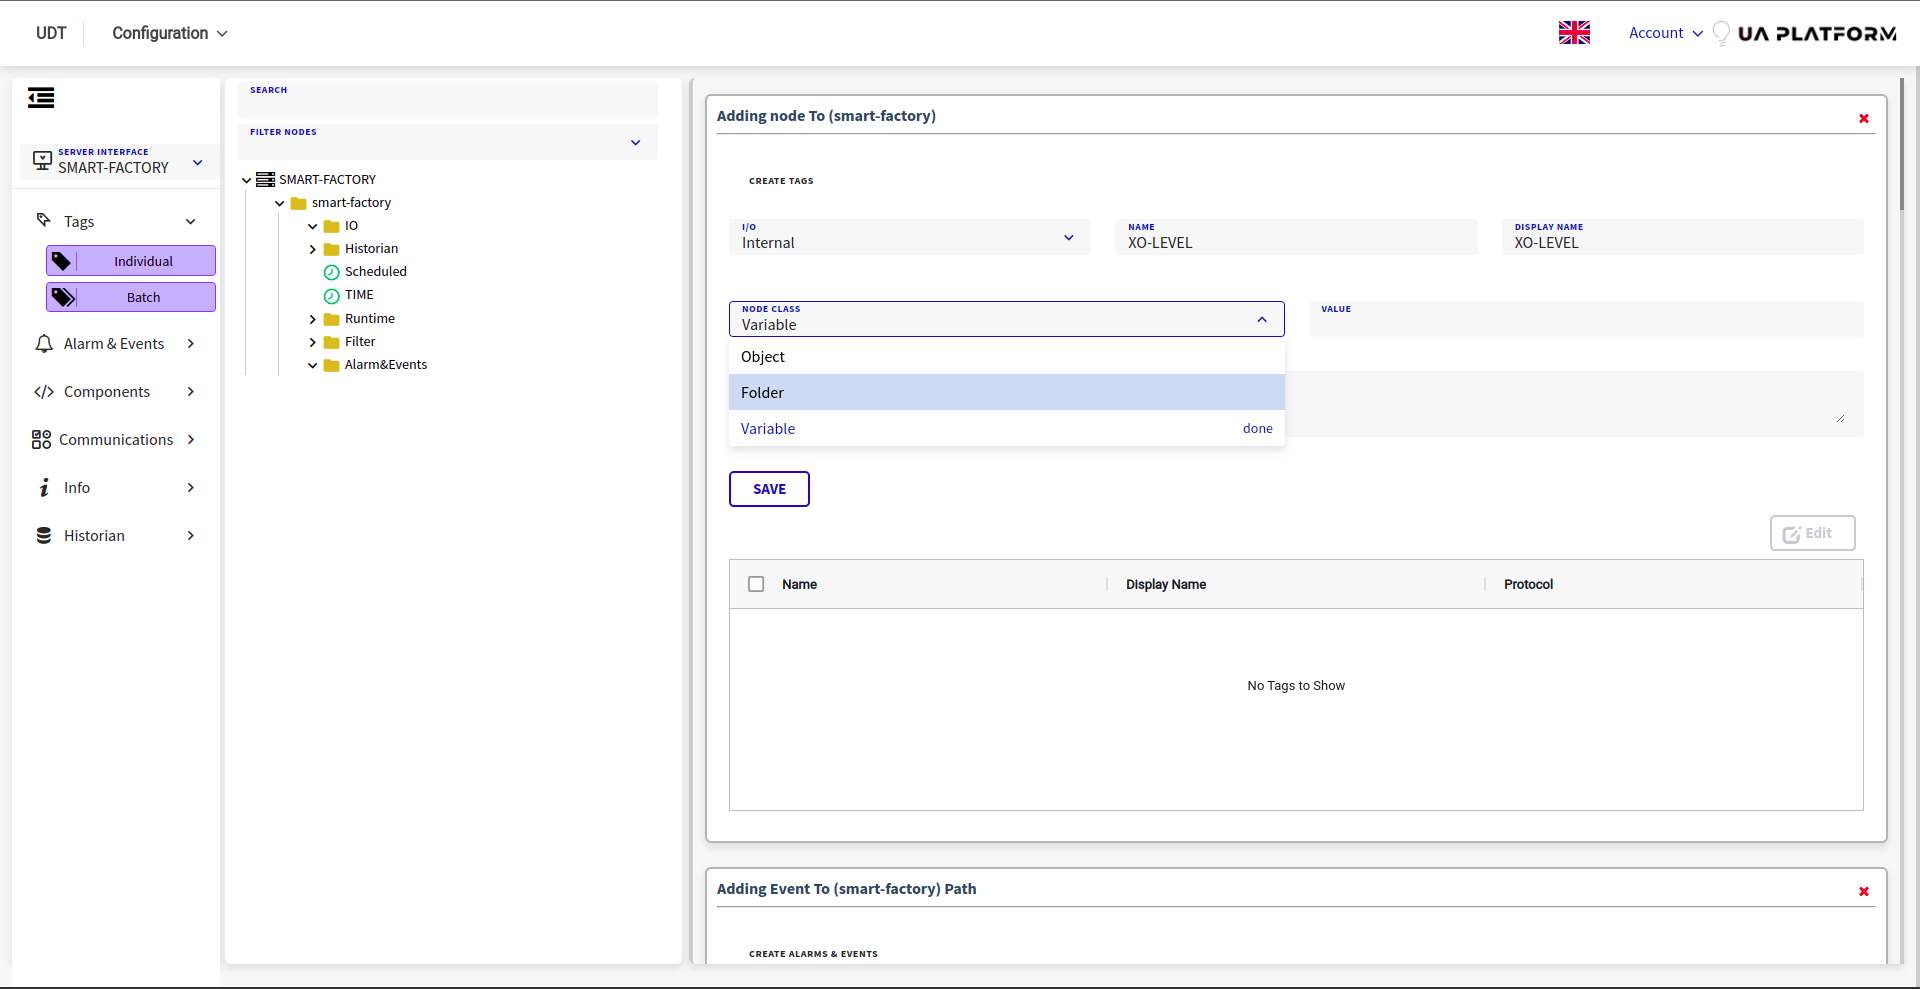 UDT
Configuration
Account
UA PLATFORM
SERVER INTERFACE
SMART-FACTORY
Tags
Individual
Batch
Alarm & Events
Components
Communications
Info
Historian
SEARCH
FILTER NODES
SMART-FACTORY
smart-factory
IO
Historian
Scheduled
TIME
Runtime
Filter
Alarm&Events
Adding node To (smart-factory)
CREATE TAGS
I/O
Internal
NAME
XO-LEVEL
DISPLAY NAME
XO-LEVEL
NODE CLASS
Variable
VALUE
Object
Folder
Variable done
SAVE
Edit
Name Display Name Protocol
No Tags to Show
Adding Event To (smart-factory) Path
CREATE ALARMS & EVENTS